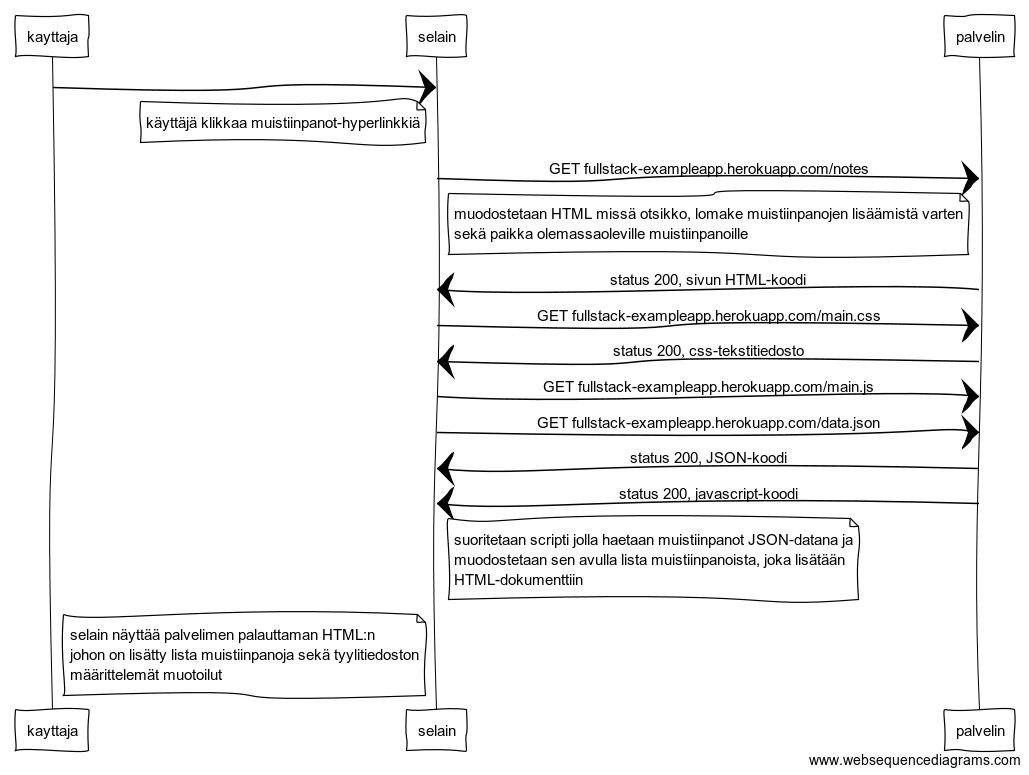 kayttaja
selain
palvelin
käyttäjä klikkaa muistiinpanot-hyperlinkkiä
GET fullstack-exampleapp.herokuapp.com/notes
muodostetaan HTML missä otsikko, lomake muistiinpanojen lisäämistä varten
sekä paikka olemassaoleville muistiinpanoille
status 200, sivun HTML-koodi
GET fullstack-exampleapp.herokuapp.com/main.css
status 200, css-tekstitiedosto
GET fullstack-exampleapp.herokuapp.com/main.js
GET fullstack-exampleapp.herokuapp.com/data.json
status 200, JSON-koodi
status 200, javascript-koodi
suoritetaan scripti jolla haetaan muistiinpanot JSON-datana ja
muodostetaan sen avulla lista muistiinpanoista, joka lisätään
HTML-dokumenttiin
selain näyttää palvelimen palauttaman HTML:n
johon on lisätty lista muistiinpanoja sekä tyylitiedoston
määrittelemät muotoilut
kayttaja
selain
palvelin
www.websequencediagrams.com